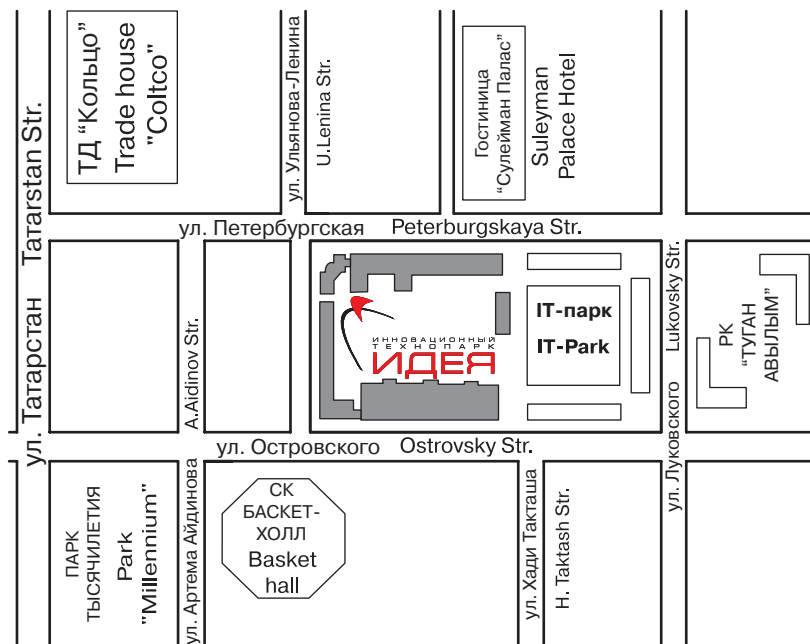 ТД “Кольцо”
Trade house
"Coltco"
ул. Ульянова-Ленина
U.Lenina Str.
Гостиница
“Сулейман Палас”
Suleyman
Palace Hotel
ул. Татарстан Tatarstan Str.
ул. Петербургская Peterburgskaya Str.
A.Aidinov Str.
ИННОВАЦИОННЫЙ
ТЕХНОПАРК
ИДЕЯ
IT-парк
IT-Park
ул. Луковского Lukovsky Str.
РК
“ТУГАН
АВЫЛЫМ”
ул. Островского Ostrovsky Str.
ПАРК
ТЫСЯЧИЛЕТИЯ
Park
"Millennium"
ул. Артема Айдинова
СК
БАСКЕТ-
ХОЛЛ
Basket
hall
ул. Хади Такташа
H. Taktash Str.